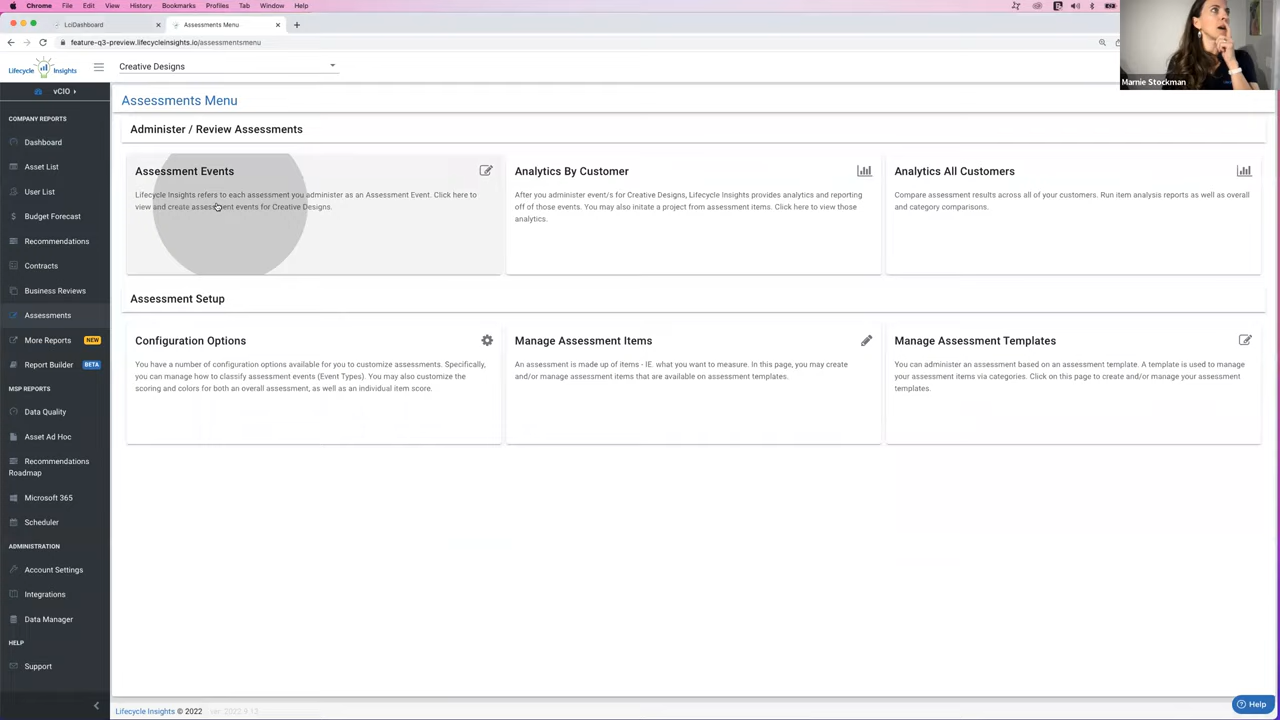 Chrome File Edit View History Bookmarks Profiles Tab Window Help
LciDashboard Assessments Menu
feature-q3-preview.lifecycleinsights.io/assessmentsmenu
Marnie Stockman
Lifecycle Insights
Creative Designs
vCIO
COMPANY REPORTS
Dashboard
Asset List
User List
Budget Forecast
Recommendations
Contracts
Business Reviews
Assessments
More Reports NEW
Report Builder BETA
MSP REPORTS
Data Quality
Asset Ad Hoc
Recommendations
Roadmap
Microsoft 365
Scheduler
ADMINISTRATION
Account Settings
Integrations
Data Manager
HELP
Support
Assessments Menu
Administer / Review Assessments
Assessment Events
Lifecycle Insights refers to each assessment you administer as an Assessment Event. Click here to
view and create assessment events for Creative Designs.
Analytics By Customer
After you administer event/s for Creative Designs, Lifecycle Insights provides analytics and reporting
off of those events. You may also initate a project from assessment items. Click here to view those
analytics.
Analytics All Customers
Compare assessment results across all of your customers. Run item analysis reports as well as overall
and category comparisons.
Assessment Setup
Configuration Options
You have a number of configuration options available for you to customize assessments. Specifically,
you can manage how to classify assessment events (Event Types). You may also customize the
scoring and colors for both an overall assessment, as well as an individual item score.
Manage Assessment Items
An assessment is made up of items - IE. what you want to measure. In this page, you may create
and/or manage assessment items that are available on assessment templates.
Manage Assessment Templates
You can administer an assessment based on an assessment template. A template is used to manage
your assessment items via categories. Click on this page to create and/or manage your assessment
templates.
Lifecycle Insights © 2022 ver 2022.9.13
Help